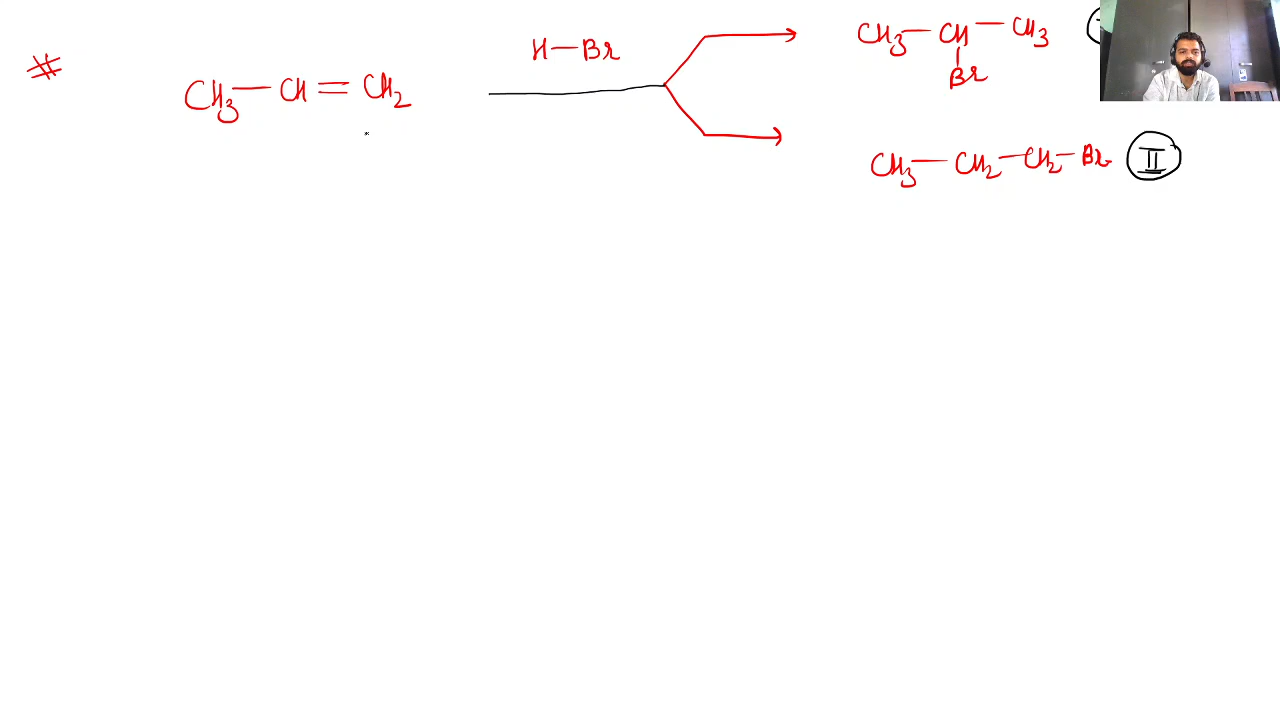 #
CH3—CH=CH2
H—Br
CH3—CH—CH3
|
Br
CH3—CH2—CH2—Br II